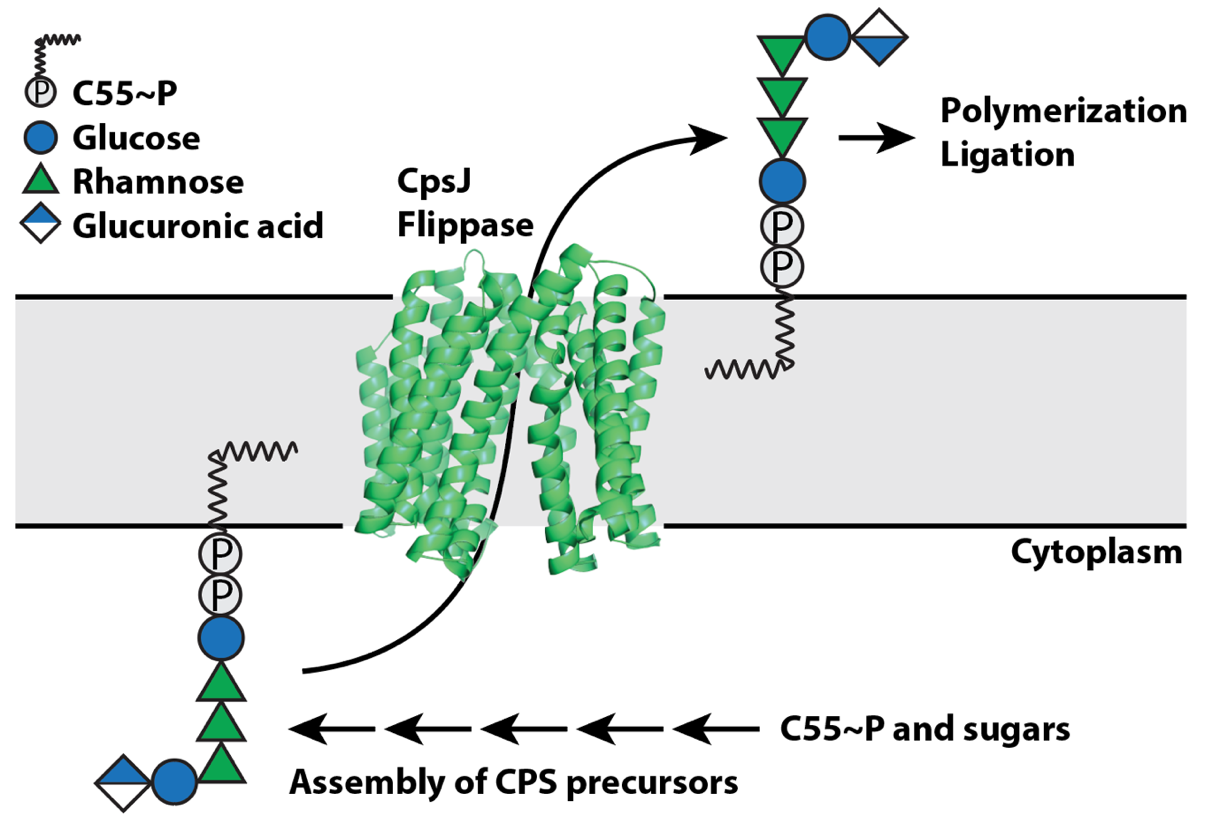 P C55~P
Glucose
Rhamnose
Glucuronic acid
CpsJ
Flippase
Polymerization
Ligation
P
P
Cytoplasm
P
P
C55~P and sugars
Assembly of CPS precursors